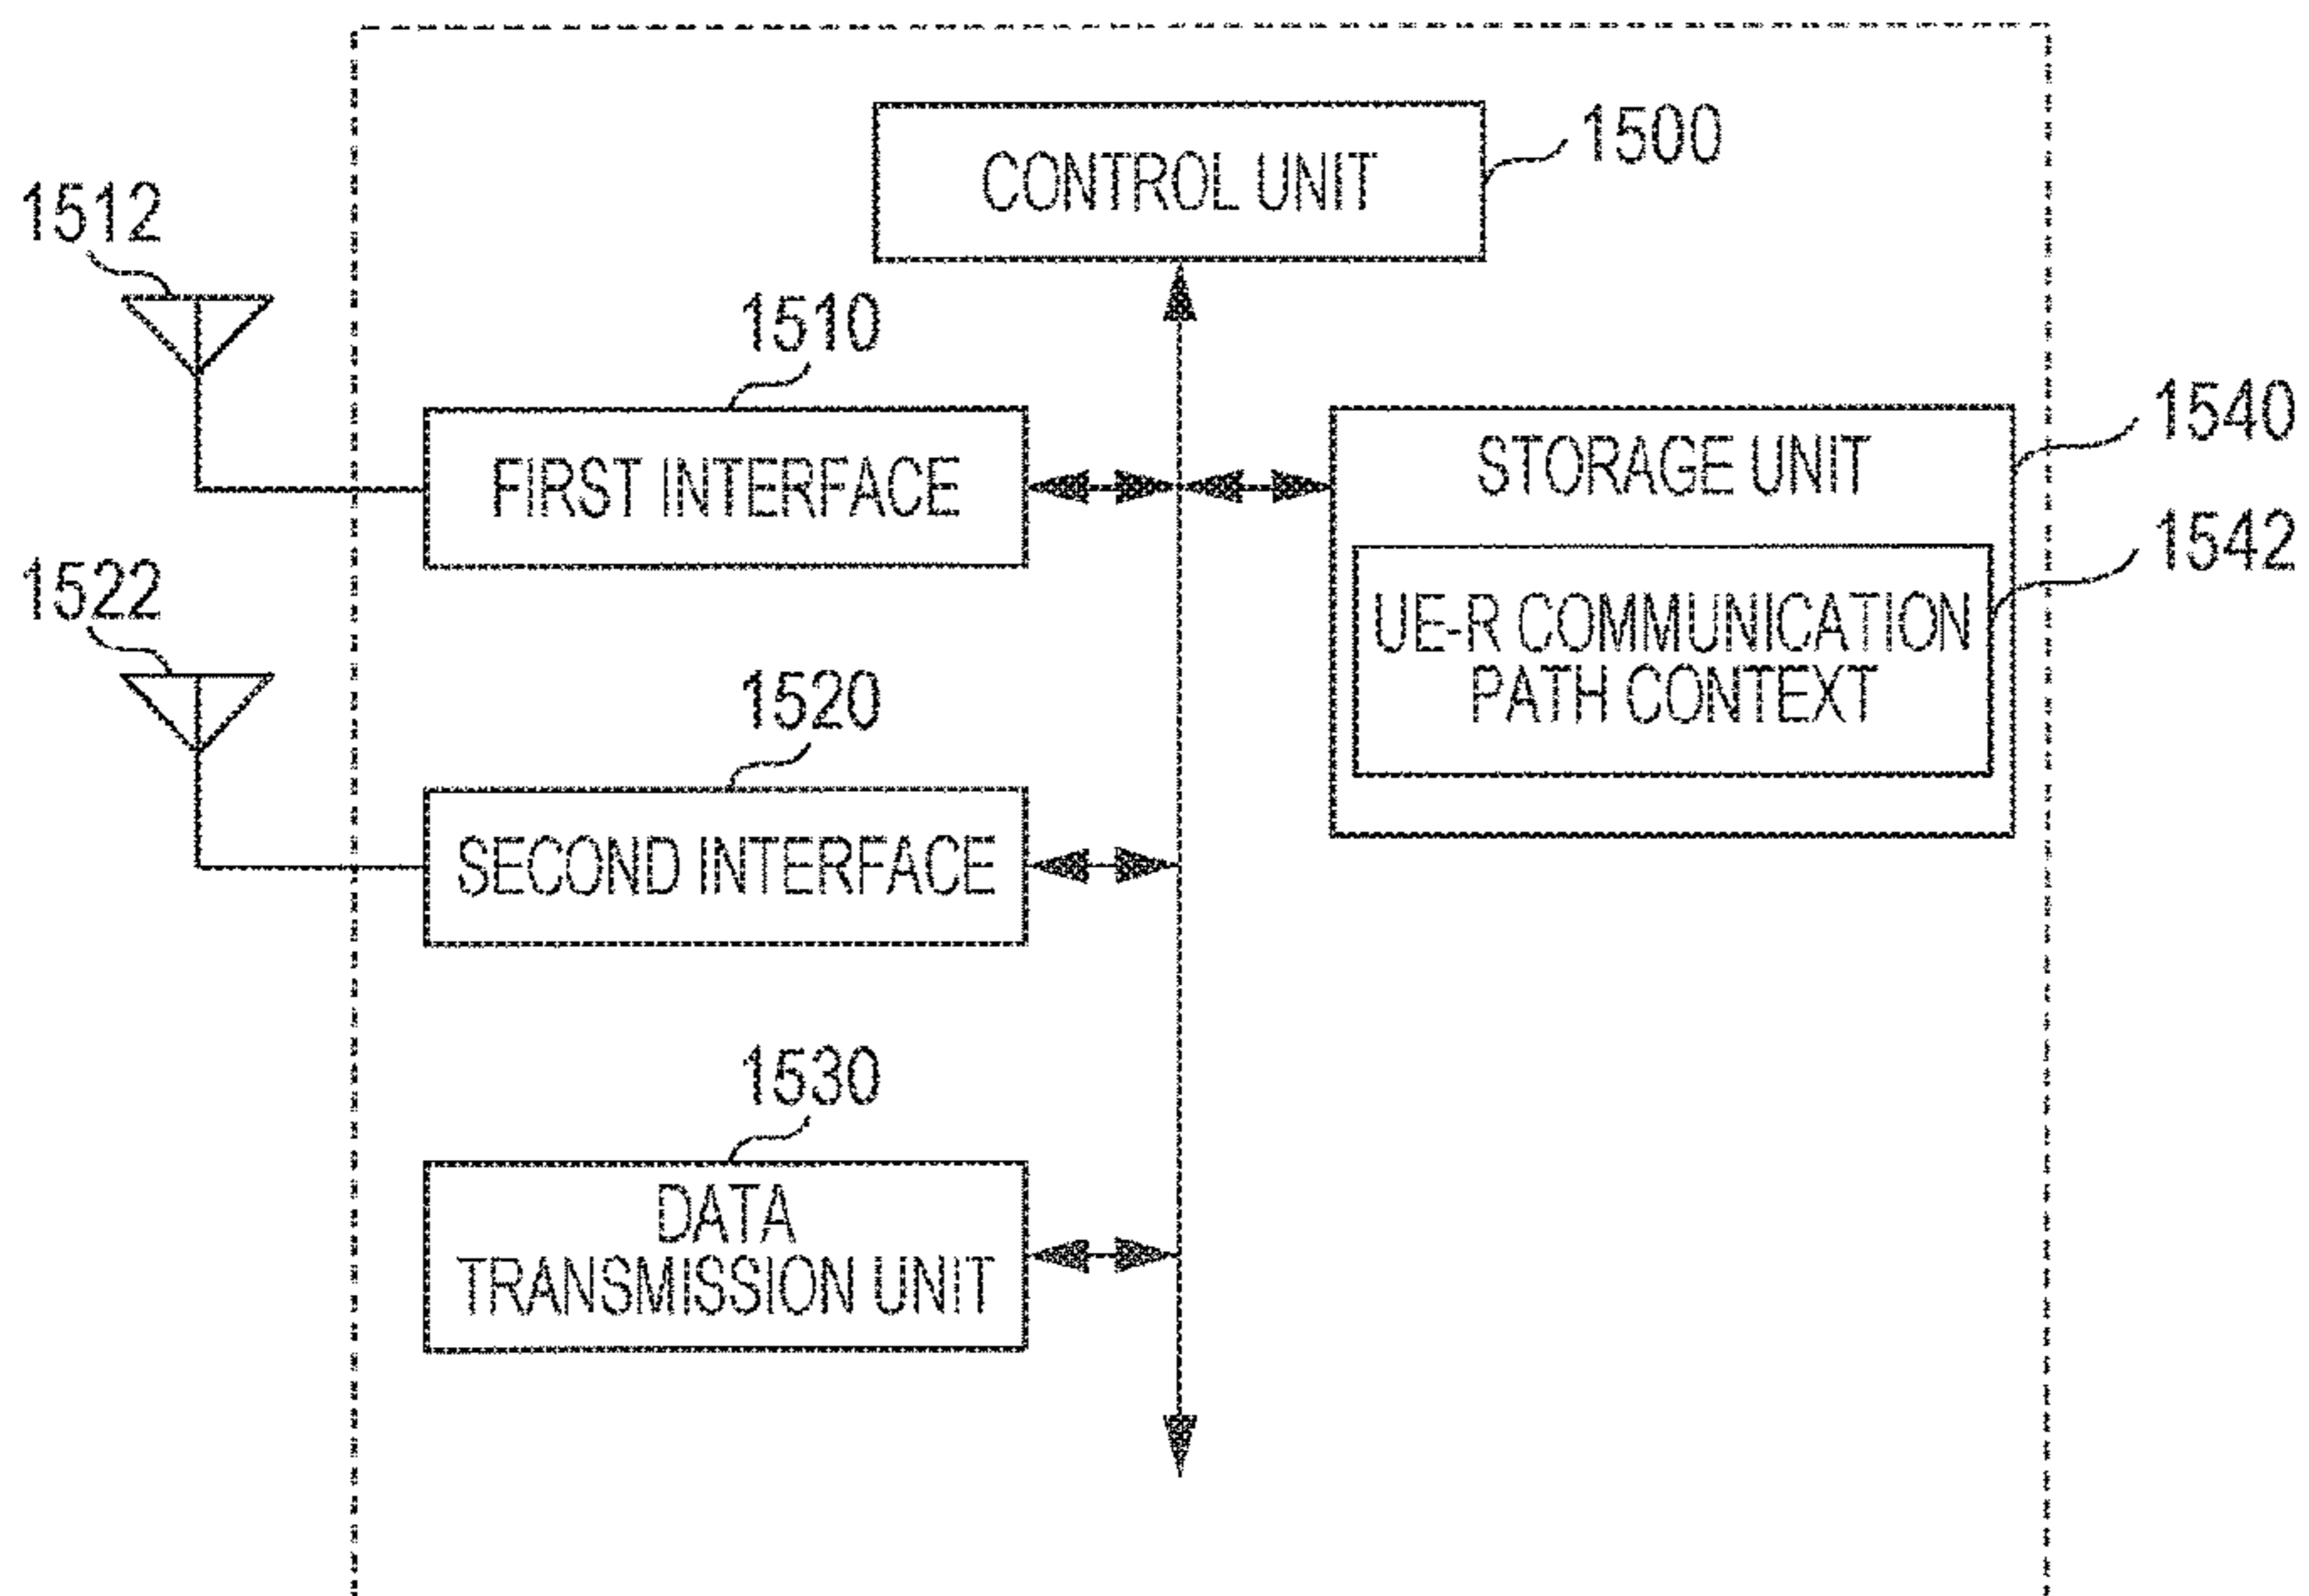 CONTROL UNIT
1500
1512
1510
FIRST INTERFACE
STORAGE UNIT
1540
1542
UE-R COMMUNICATION
PATH CONTEXT
1522
1520
SECOND INTERFACE
1530
DATA
TRANSMISSION UNIT